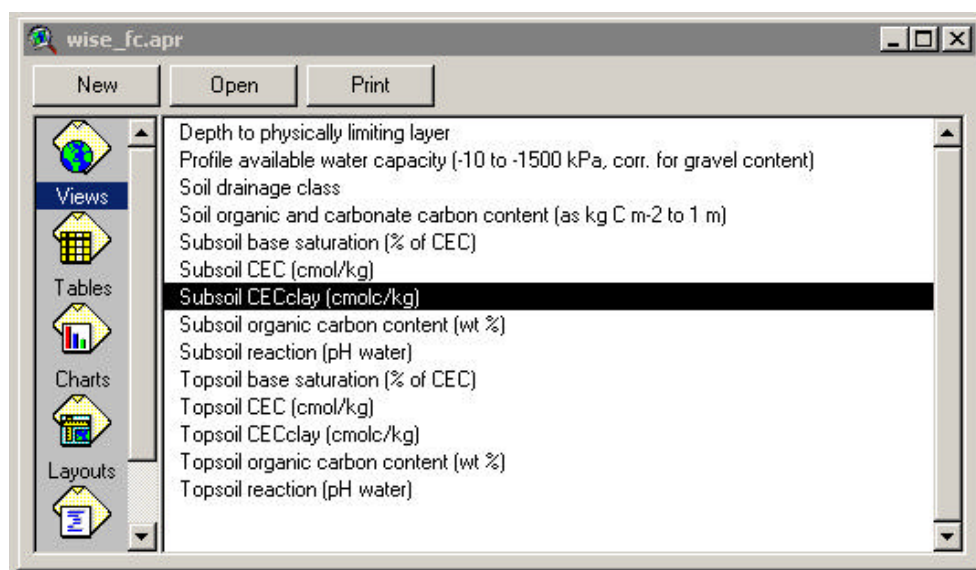 wise_fc.apr
New Open Print
Views
Tables
Charts
Layouts
Depth to physically limiting layer
Profile available water capacity (-10 to -1500 kPa, corr. for gravel content)
Soil drainage class
Soil organic and carbonate carbon content (as kg C m-2 to 1 m)
Subsoil base saturation (% of CEC)
Subsoil CEC (cmol/kg)
Subsoil CECclay (cmolc/kg)
Subsoil organic carbon content (wt %)
Subsoil reaction (pH water)
Topsoil base saturation (% of CEC)
Topsoil CEC (cmol/kg)
Topsoil CECclay (cmolc/kg)
Topsoil organic carbon content (wt %)
Topsoil reaction (pH water)